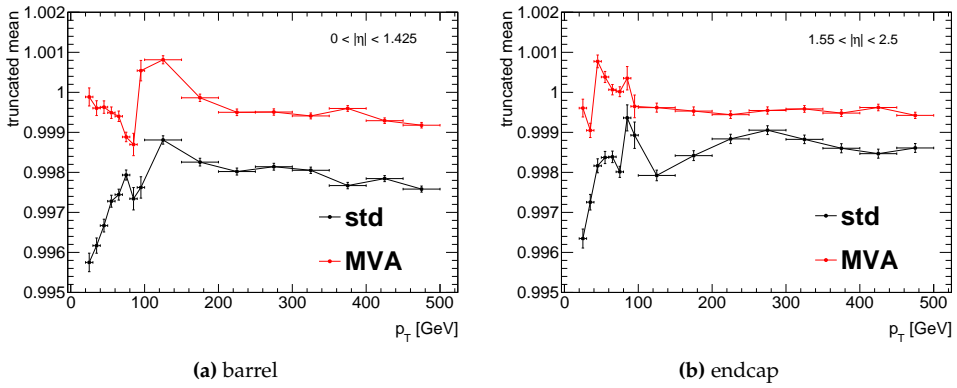 truncated mean
1.002
1.001
1
0.999
0.998
0.997
0.996
0.995
0 < |η| < 1.425
std
MVA
0 100 200 300 400 500
p_T [GeV]
(a) barrel
truncated mean
1.002
1.001
1
0.999
0.998
0.997
0.996
0.995
1.55 < |η| < 2.5
std
MVA
0 100 200 300 400 500
p_T [GeV]
(b) endcap